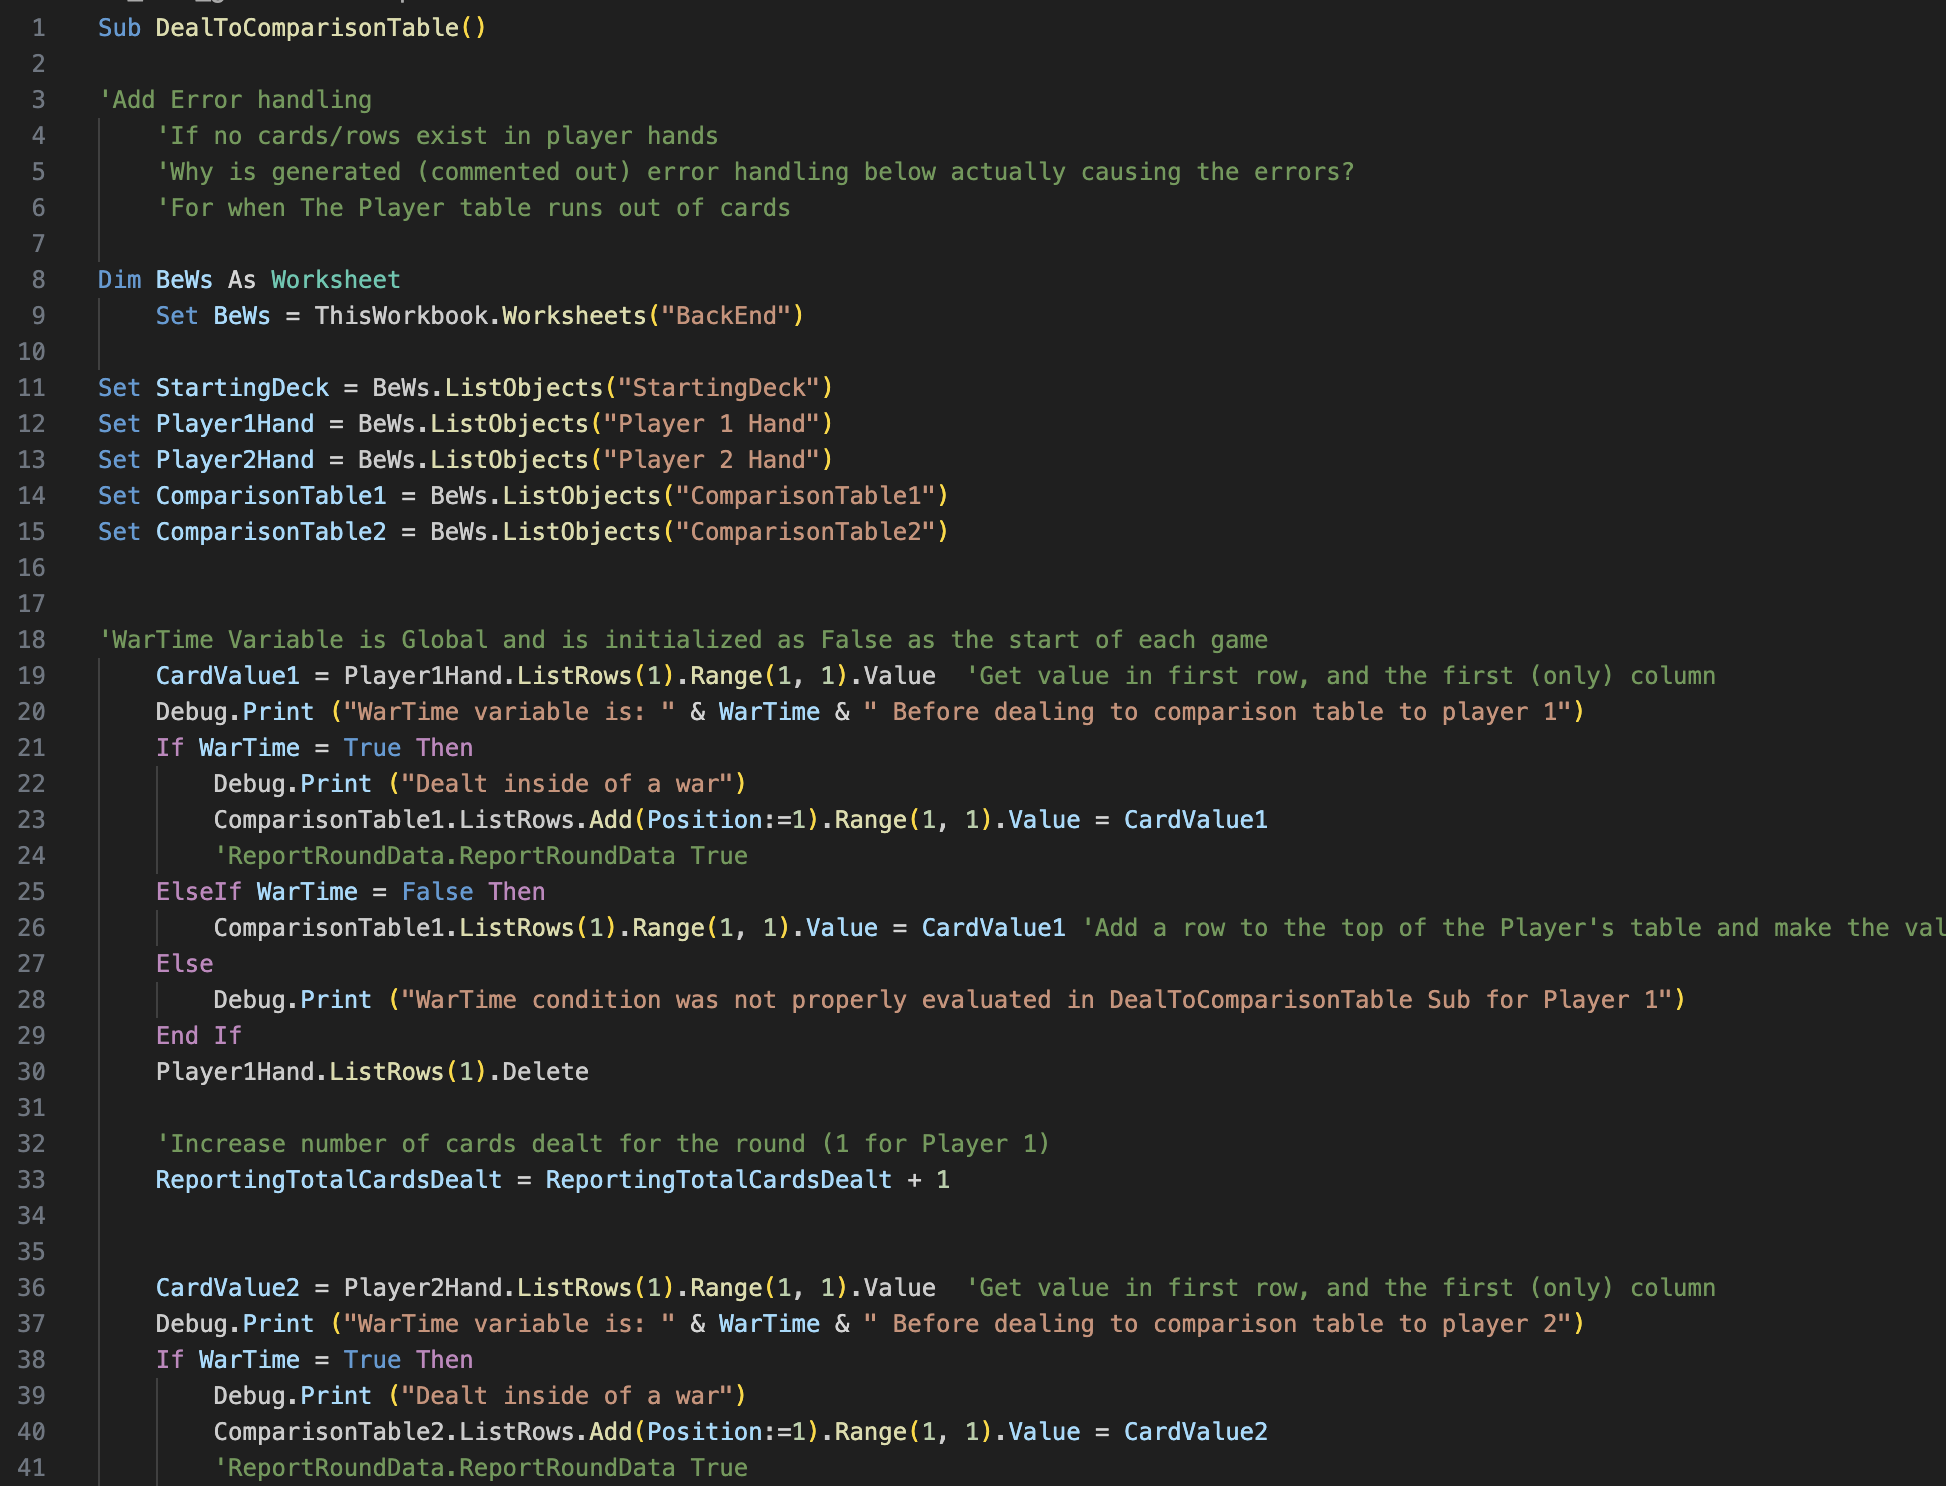 1 Sub DealToComparisonTable()
2
3 'Add Error handling
4 'If no cards/rows exist in player hands
5 'Why is generated (commented out) error handling below actually causing the errors?
6 'For when The Player table runs out of cards
7
8 Dim BeWs As Worksheet
9 Set BeWs = ThisWorkbook.Worksheets("BackEnd")
10
11 Set StartingDeck = BeWs.ListObjects("StartingDeck")
12 Set Player1Hand = BeWs.ListObjects("Player 1 Hand")
13 Set Player2Hand = BeWs.ListObjects("Player 2 Hand")
14 Set ComparisonTable1 = BeWs.ListObjects("ComparisonTable1")
15 Set ComparisonTable2 = BeWs.ListObjects("ComparisonTable2")
16
17
18 'WarTime Variable is Global and is initialized as False as the start of each game
19 CardValue1 = Player1Hand.ListRows(1).Range(1, 1).Value  'Get value in first row, and the first (only) column
20 Debug.Print ("WarTime variable is: " & WarTime & " Before dealing to comparison table to player 1")
21 If WarTime = True Then
22 Debug.Print ("Dealt inside of a war")
23 ComparisonTable1.ListRows.Add(Position:=1).Range(1, 1).Value = CardValue1
24 'ReportRoundData.ReportRoundData True
25 ElseIf WarTime = False Then
26 ComparisonTable1.ListRows(1).Range(1, 1).Value = CardValue1 'Add a row to the top of the Player's table and make the val
27 Else
28 Debug.Print ("WarTime condition was not properly evaluated in DealToComparisonTable Sub for Player 1")
29 End If
30 Player1Hand.ListRows(1).Delete
31
32 'Increase number of cards dealt for the round (1 for Player 1)
33 ReportingTotalCardsDealt = ReportingTotalCardsDealt + 1
34
35
36 CardValue2 = Player2Hand.ListRows(1).Range(1, 1).Value  'Get value in first row, and the first (only) column
37 Debug.Print ("WarTime variable is: " & WarTime & " Before dealing to comparison table to player 2")
38 If WarTime = True Then
39 Debug.Print ("Dealt inside of a war")
40 ComparisonTable2.ListRows.Add(Position:=1).Range(1, 1).Value = CardValue2
41 'ReportRoundData.ReportRoundData True